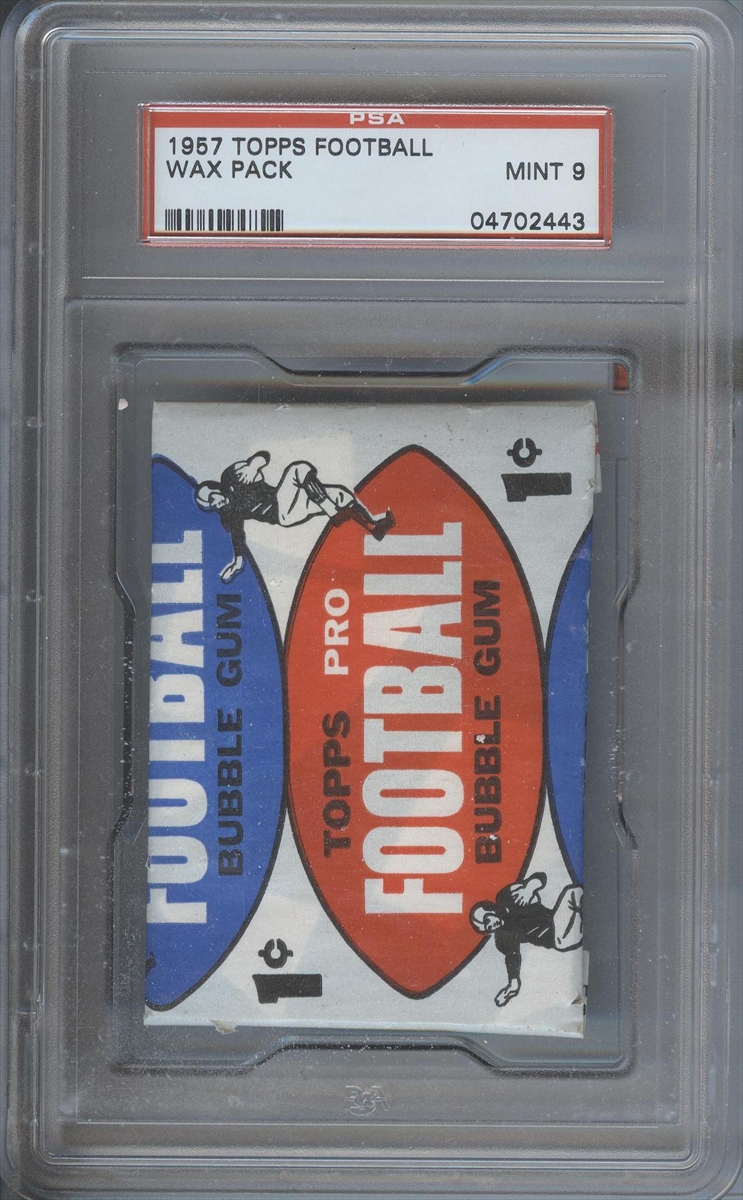 PSA
1957 TOPPS FOOTBALL
WAX PACK
MINT 9
04702443
1¢
FOOTBALL
BUBBLE GUM
TOPPS PRO
FOOTBALL
BUBBLE GUM
1¢
PSA